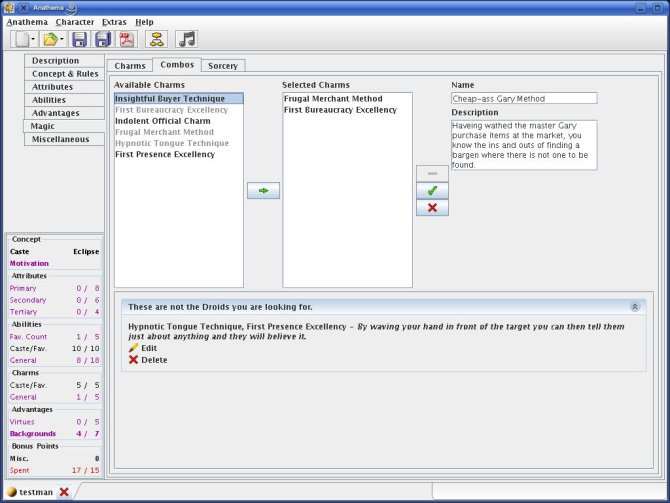 Anathema
Anathema Character Extras Help
Description
Concept & Rules
Attributes
Abilities
Advantages
Magic
Miscellaneous
Charms Combos Sorcery
Available Charms
Insightful Buyer Technique
First Bureaucracy Excellency
Indolent Official Charm
Frugal Merchant Method
Hypnotic Tongue Technique
First Presence Excellency
Selected Charms
Frugal Merchant Method
First Bureaucracy Excellency
Name
Cheap-ass Gary Method
Description
Haveing wathed the master Gary
purchase items at the market, you
know the ins and outs of finding a
bargen where there is not one to be
found.
These are not the Droids you are looking for.
Hypnotic Tongue Technique, First Presence Excellency - By waving your hand in front of the target you can then tell them
just about anything and they will believe it.
Edit
Delete
Concept
Caste Eclipse
Motivation
Attributes
Primary 0 / 8
Secondary 0 / 6
Tertiary 0 / 4
Abilities
Fav. Count 1 / 5
Caste/Fav. 10 / 10
General 8 / 18
Charms
Caste/Fav. 5 / 5
General 1 / 5
Advantages
Virtues 0 / 5
Backgrounds 4 / 7
Bonus Points
Misc. 0
Spent 17 / 15
testman